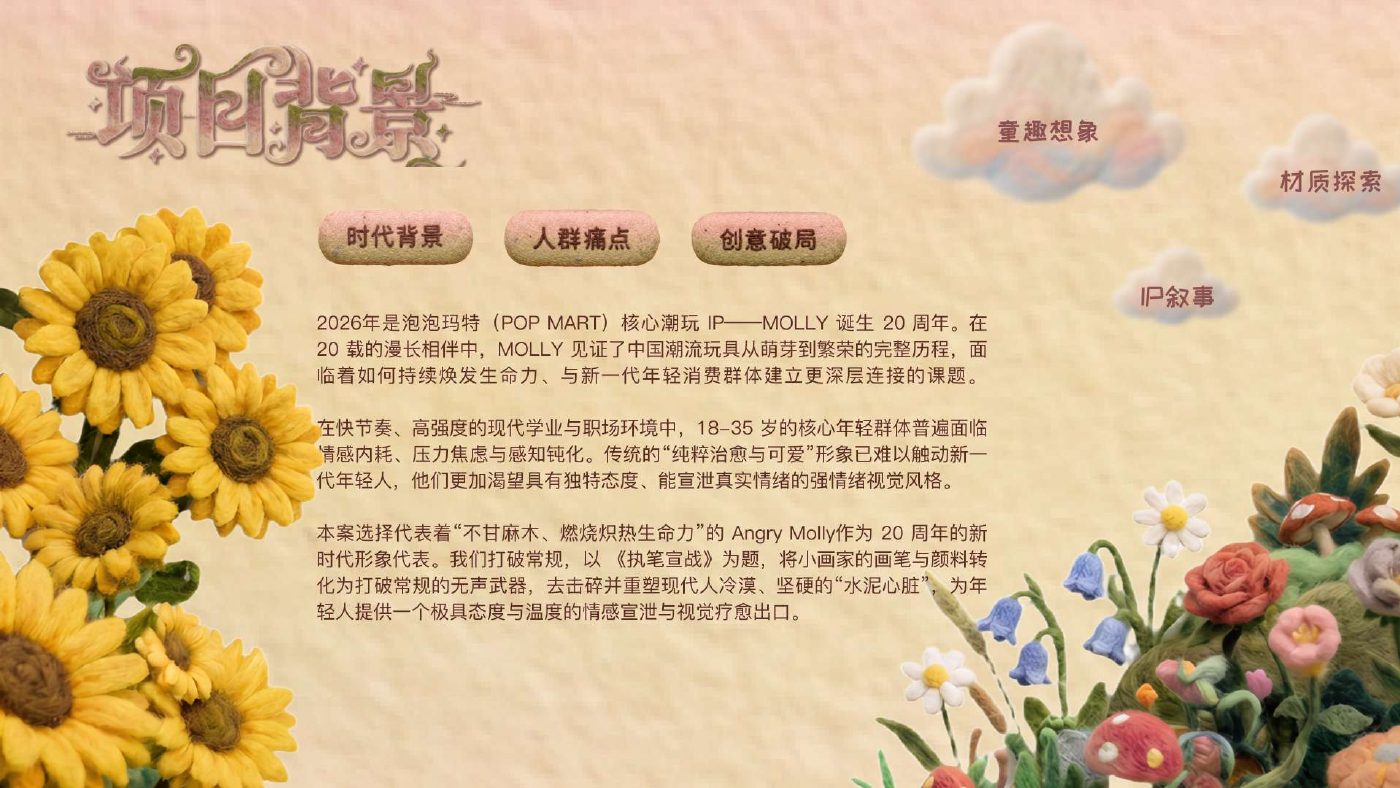 项目背景
童趣想象
材质探索
IP叙事
时代背景
人群痛点
创意破局
2026年是泡泡玛特（POP MART）核心潮玩 IP——MOLLY 诞生 20 周年。在
20 载的漫长相伴中，MOLLY 见证了中国潮流玩具从萌芽到繁荣的完整历程，面
临着如何持续焕发生命力、与新一代年轻消费群体建立更深层连接的课题。
在快节奏、高强度的现代学业与职场环境中，18-35 岁的核心年轻群体普遍面临
情感内耗、压力焦虑与感知钝化。传统的“纯粹治愈与可爱”形象已难以触动新一
代年轻人，他们更加渴望具有独特态度、能宣泄真实情绪的强情绪视觉风格。
本案选择代表着“不甘麻木、燃烧炽热生命力”的 Angry Molly作为 20 周年的新
时代形象代表。我们打破常规，以 《执笔宣战》为题，将小画家的画笔与颜料转
化为打破常规的无声武器，去击碎并重塑现代人冷漠、坚硬的“水泥心脏”，为年
轻人提供一个极具态度与温度的情感宣泄与视觉疗愈出口。